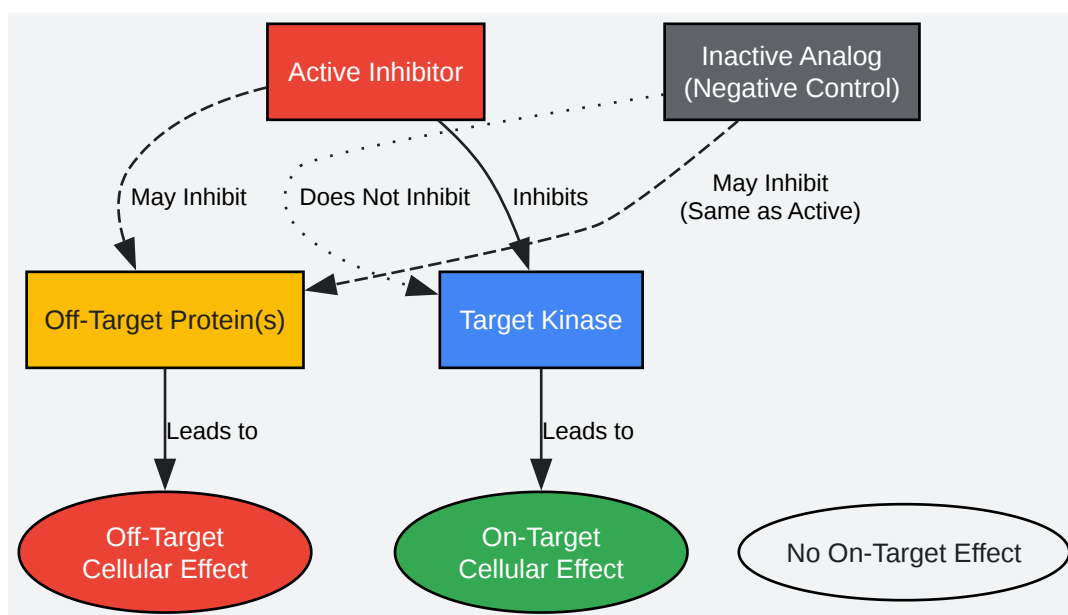 Active Inhibitor
Inactive Analog
(Negative Control)
May Inhibit
Does Not Inhibit
Inhibits
May Inhibit
(Same as Active)
Off-Target Protein(s)
Target Kinase
Leads to
Leads to
Off-Target
Cellular Effect
On-Target
Cellular Effect
No On-Target Effect